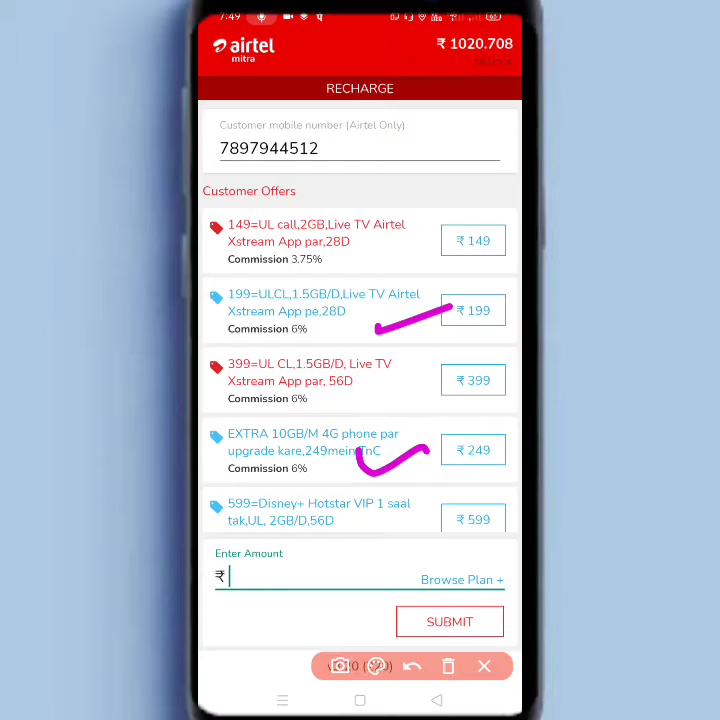 7:49
airtel
mitra
₹ 1020.708
RECHARGE
Customer mobile number (Airtel Only)
7897944512
Customer Offers
149=UL call,2GB,Live TV Airtel
Xstream App par,28D
Commission 3.75%
₹ 149
199=ULCL,1.5GB/D,Live TV Airtel
Xstream App pe,28D
Commission 6%
₹ 199
399=UL CL,1.5GB/D, Live TV
Xstream App par, 56D
Commission 6%
₹ 399
EXTRA 10GB/M 4G phone par
upgrade kare,249mein TnC
Commission 6%
₹ 249
599=Disney+ Hotstar VIP 1 saal
tak,UL, 2GB/D,56D
₹ 599
Enter Amount
₹
Browse Plan +
SUBMIT